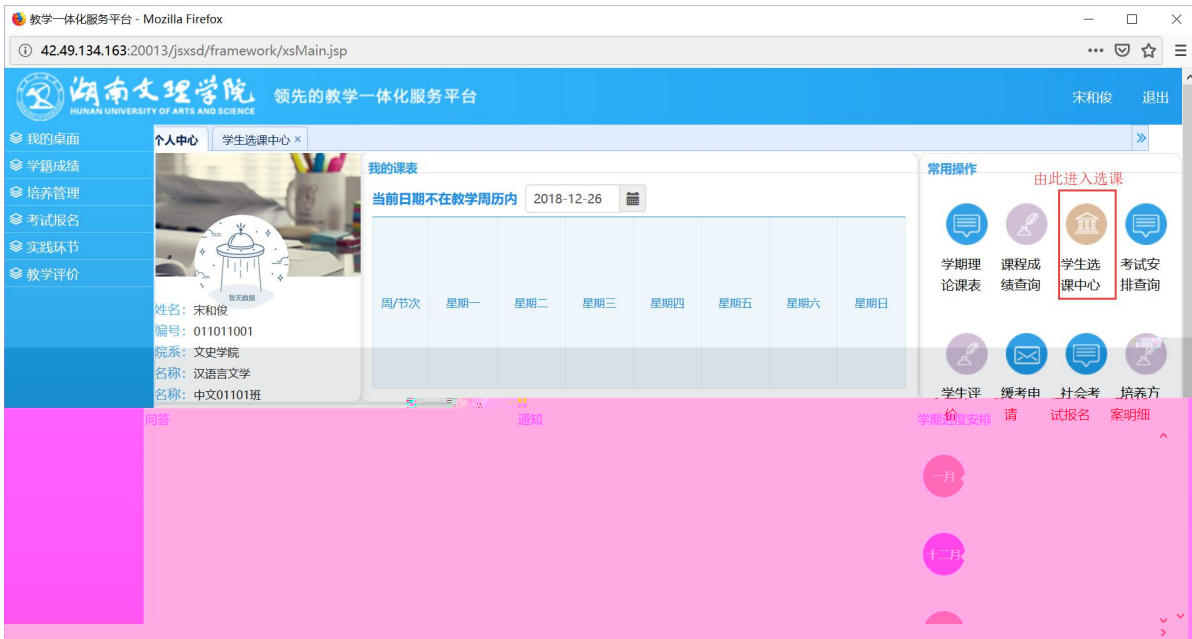 教学一体化服务平台 - Mozilla Firefox
42.49.134.163:20013/jsxsd/framework/xsMain.jsp
湖南文理学院
HUNAN UNIVERSITY OF ARTS AND SCIENCE
领先的教学一体化服务平台
宋和俊 退出
我的桌面
学籍成绩
培养管理
考试报名
实践环节
教学评价
个人中心 学生选课中心 ×
暂无数据
姓名：宋和俊
编号：011011001
院系：文史学院
名称：汉语言文学
名称：中文01101班
我的课表
当前日期不在教学周历内 2018-12-26
周/节次 星期一 星期二 星期三 星期四 星期五 星期六 星期日
常用操作
由此进入选课
学期理论课表
课程成绩查询
学生选课中心
考试安排查询
学生评价
缓考申请
社会考试报名
培养方案明细
问答
通知
学期进度安排
一月
十二月